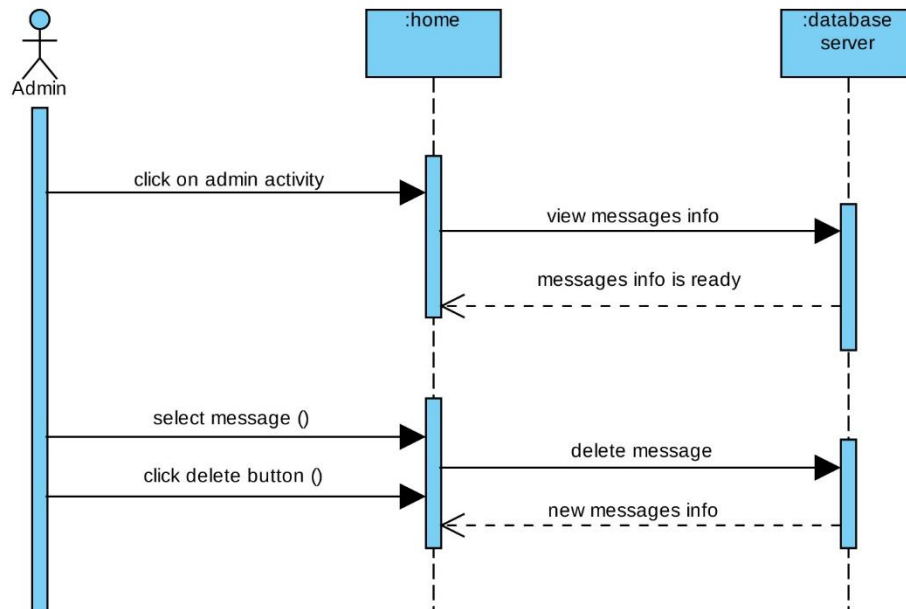 :home
:database
server
Admin
click on admin activity
view messages info
messages info is ready
select message ()
delete message
click delete button ()
new messages info